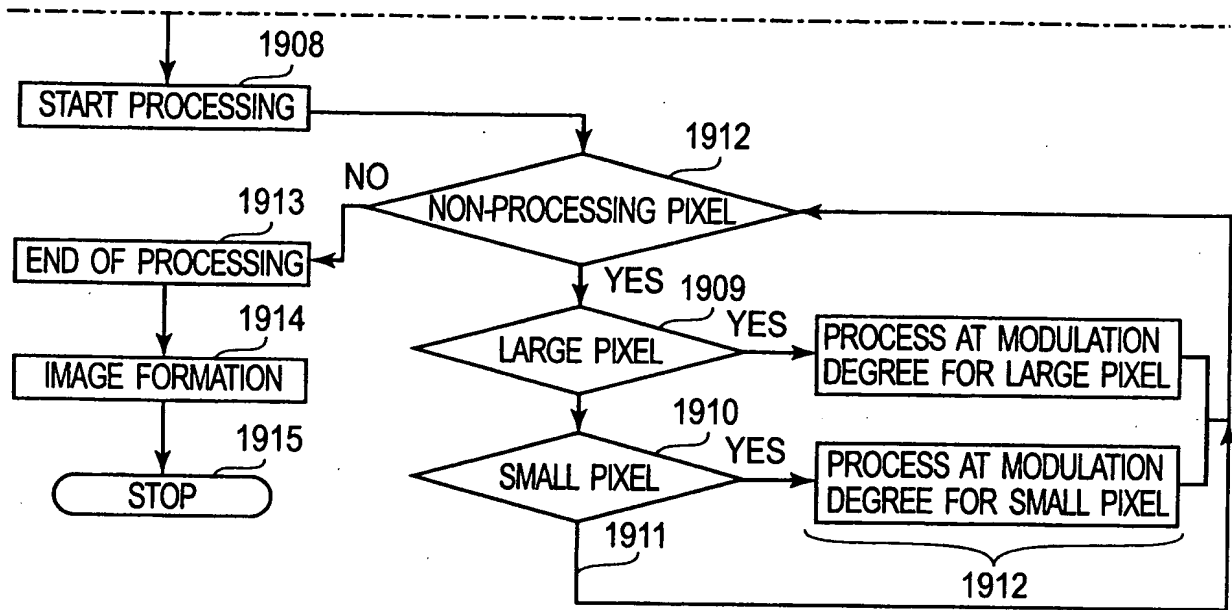 1908
START PROCESSING
1912
NON-PROCESSING PIXEL
NO
1913
END OF PROCESSING
YES
1914
IMAGE FORMATION
1909
LARGE PIXEL
YES
PROCESS AT MODULATION
DEGREE FOR LARGE PIXEL
1915
STOP
1910
SMALL PIXEL
YES
PROCESS AT MODULATION
DEGREE FOR SMALL PIXEL
1911
1912